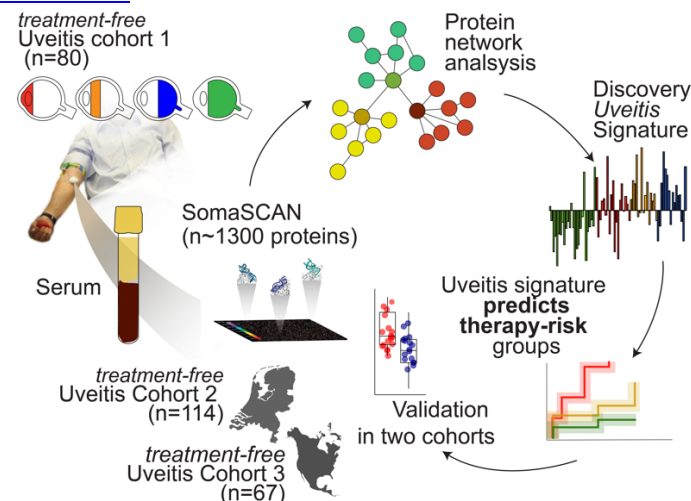 treatment-free
Uveitis cohort 1
(n=80)
Protein
network
analsysis
Discovery
Uveitis
Signature
SomaSCAN
(n~1300 proteins)
Serum
Uveitis signature
predicts
therapy-risk
groups
treatment-free
Uveitis Cohort 2
(n=114)
Validation
in two cohorts
treatment-free
Uveitis Cohort 3
(n=67)